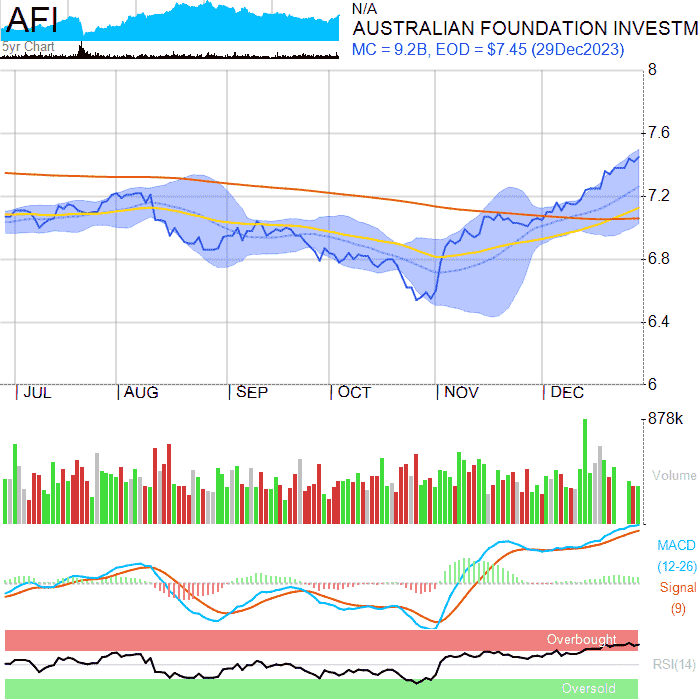 AFI
5yr Chart
N/A
AUSTRALIAN FOUNDATION INVESTM
MC = 9.2B, EOD = $7.45 (29Dec2023)
8
7.6
7.2
6.8
6.4
6
JUL AUG SEP OCT NOV DEC
878k
Volume
MACD
(12-26)
Signal
(9)
Overbought
RSI(14)
Oversold